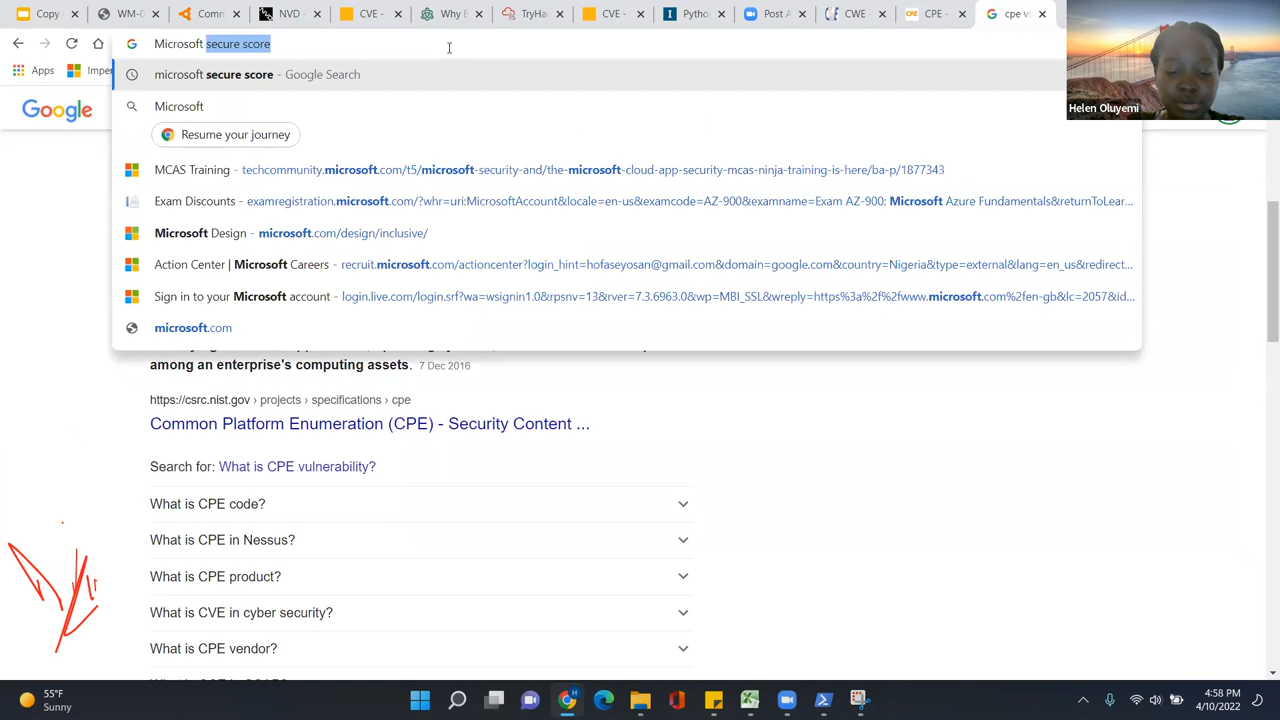 Copy
WM-0
Comm
NVD -
CVE -
Why E
TryHa
CVE -
Python
Post A
CWE
CPE -
cpe v
Microsoft secure score
Apps
Imper
microsoft secure score - Google Search
Google
Microsoft
Resume your journey
MCAS Training - techcommunity.microsoft.com/t5/microsoft-security-and/the-microsoft-cloud-app-security-mcas-ninja-training-is-here/ba-p/1877343
Exam Discounts - examregistration.microsoft.com/?whr=uri:MicrosoftAccount&locale=en-us&examcode=AZ-900&examname=Exam AZ-900: Microsoft Azure Fundamentals&returnToLear...
Microsoft Design - microsoft.com/design/inclusive/
Action Center | Microsoft Careers - recruit.microsoft.com/actioncenter?login_hint=hofaseyosan@gmail.com&domain=google.com&country=Nigeria&type=external&lang=en_us&redirect...
Sign in to your Microsoft account - login.live.com/login.srf?wa=wsignin1.0&rpsnv=13&rver=7.3.6963.0&wp=MBI_SSL&wreply=https%3a%2f%2fwww.microsoft.com%2fen-gb&lc=2057&id...
microsoft.com
among an enterprise's computing assets. 7 Dec 2016
https://csrc.nist.gov › projects › specifications › cpe
Common Platform Enumeration (CPE) - Security Content ...
Search for: What is CPE vulnerability?
What is CPE code?
What is CPE in Nessus?
What is CPE product?
What is CVE in cyber security?
What is CPE vendor?
Helen Oluyemi
55°F
Sunny
4:58 PM
4/10/2022